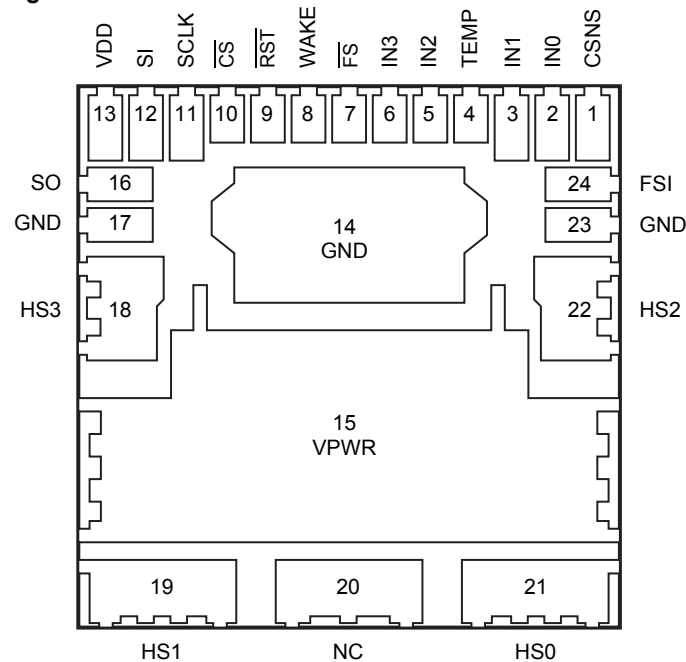 g
VDD SI SCLK CS RST WAKE FS IN3 IN2 TEMP IN1 IN0 CSNS
13 12 11 10 9 8 7 6 5 4 3 2 1
SO 16 24 FSI
GND 17 14 23 GND
GND
HS3 18 22 HS2
15
VPWR
19 20 21
HS1 NC HS0